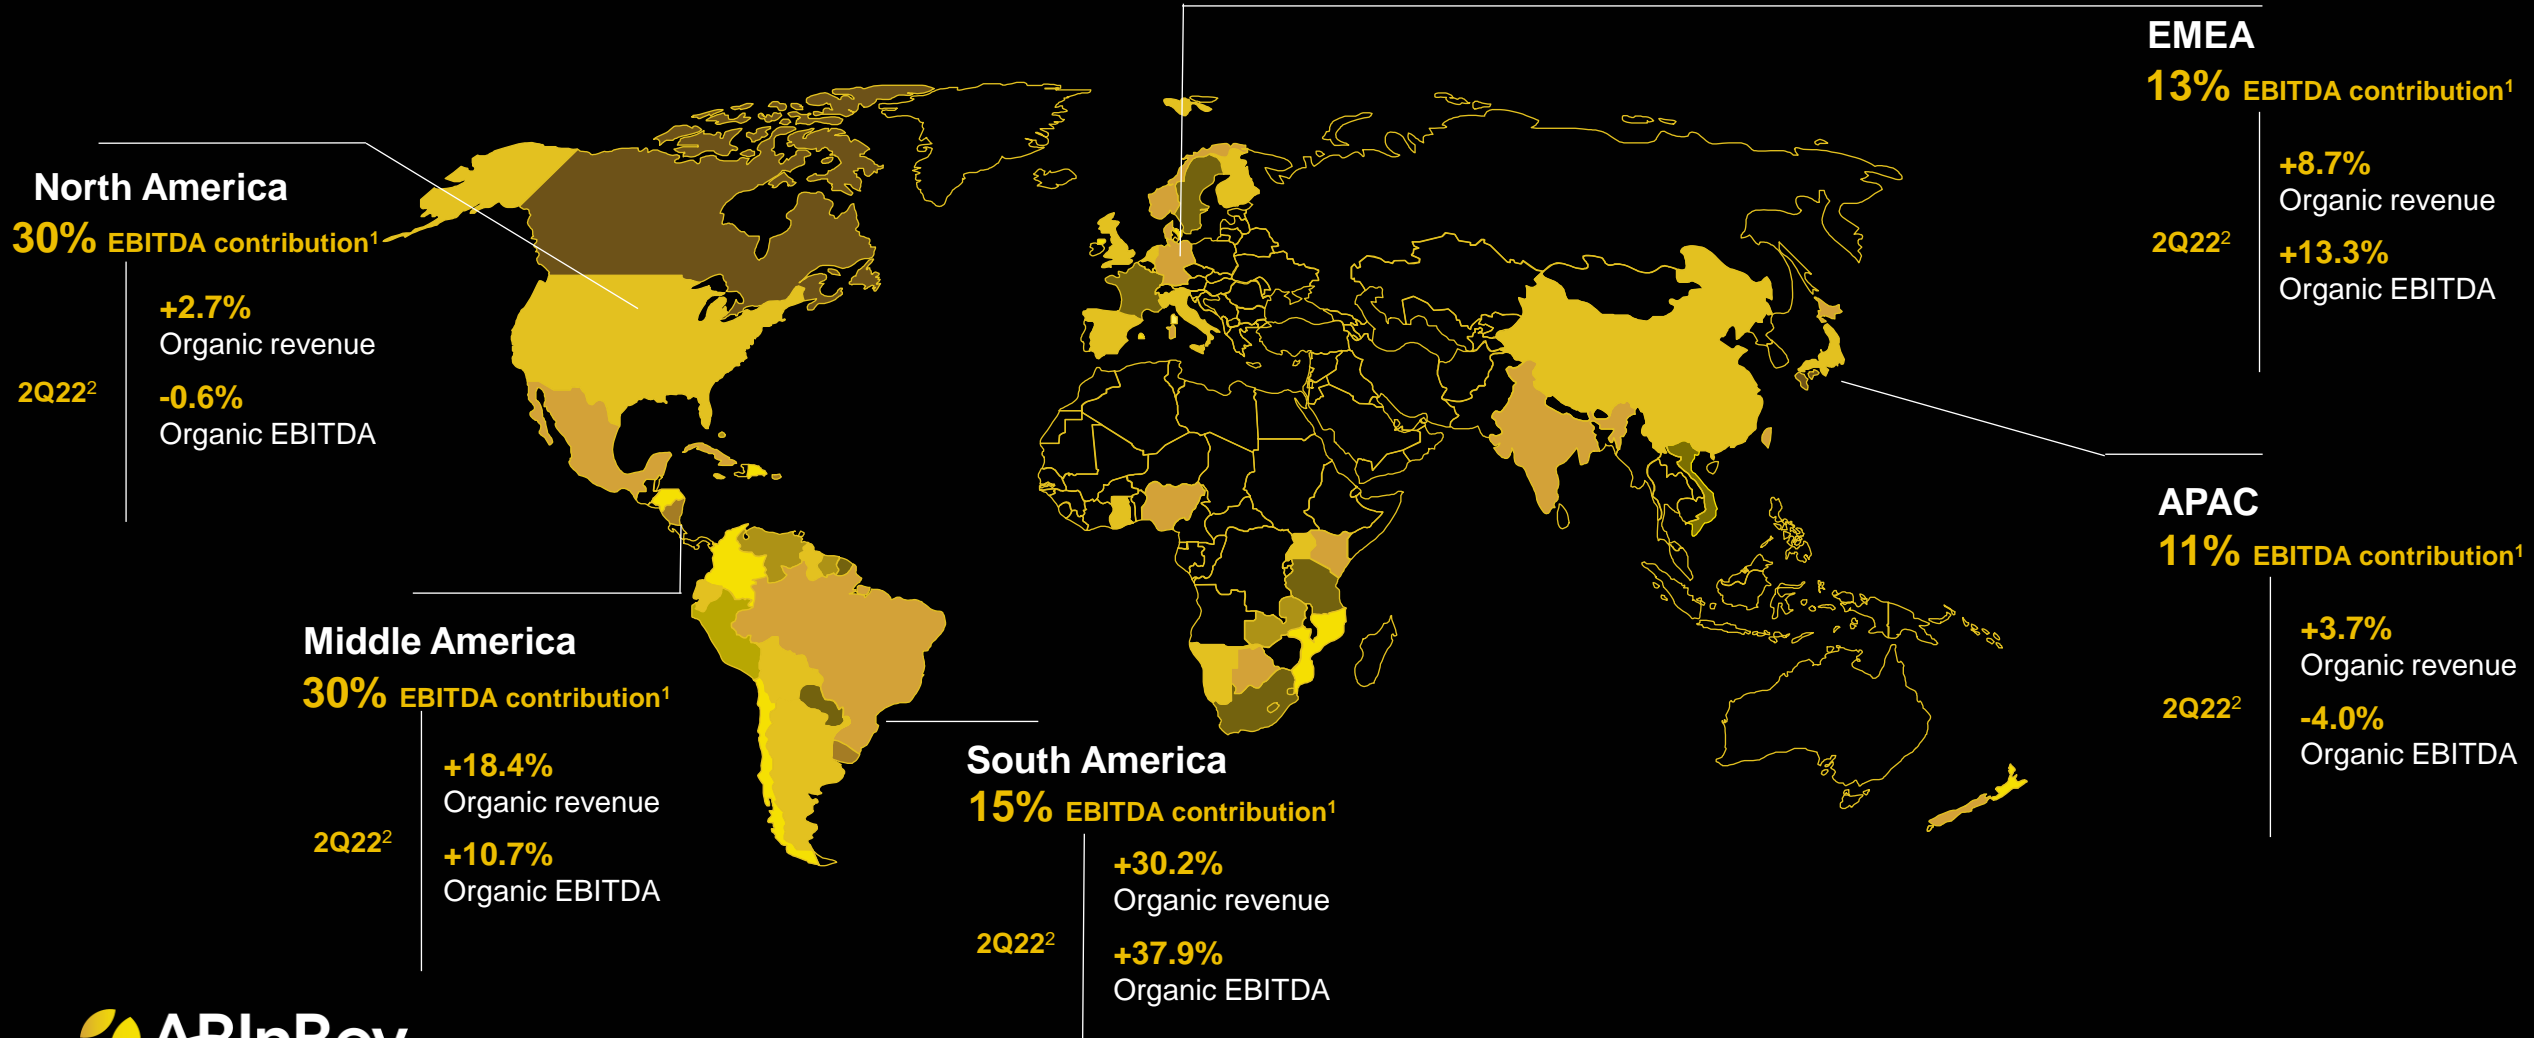 North America
30% EBITDA contribution¹
2Q22²
+2.7%
Organic revenue
-0.6%
Organic EBITDA
Middle America
30% EBITDA contribution¹
2Q22²
+18.4%
Organic revenue
+10.7%
Organic EBITDA
South America
15% EBITDA contribution¹
2Q22²
+30.2%
Organic revenue
+37.9%
Organic EBITDA
EMEA
13% EBITDA contribution¹
2Q22²
+8.7%
Organic revenue
+13.3%
Organic EBITDA
APAC
11% EBITDA contribution¹
2Q22²
+3.7%
Organic revenue
-4.0%
Organic EBITDA
ABInBev